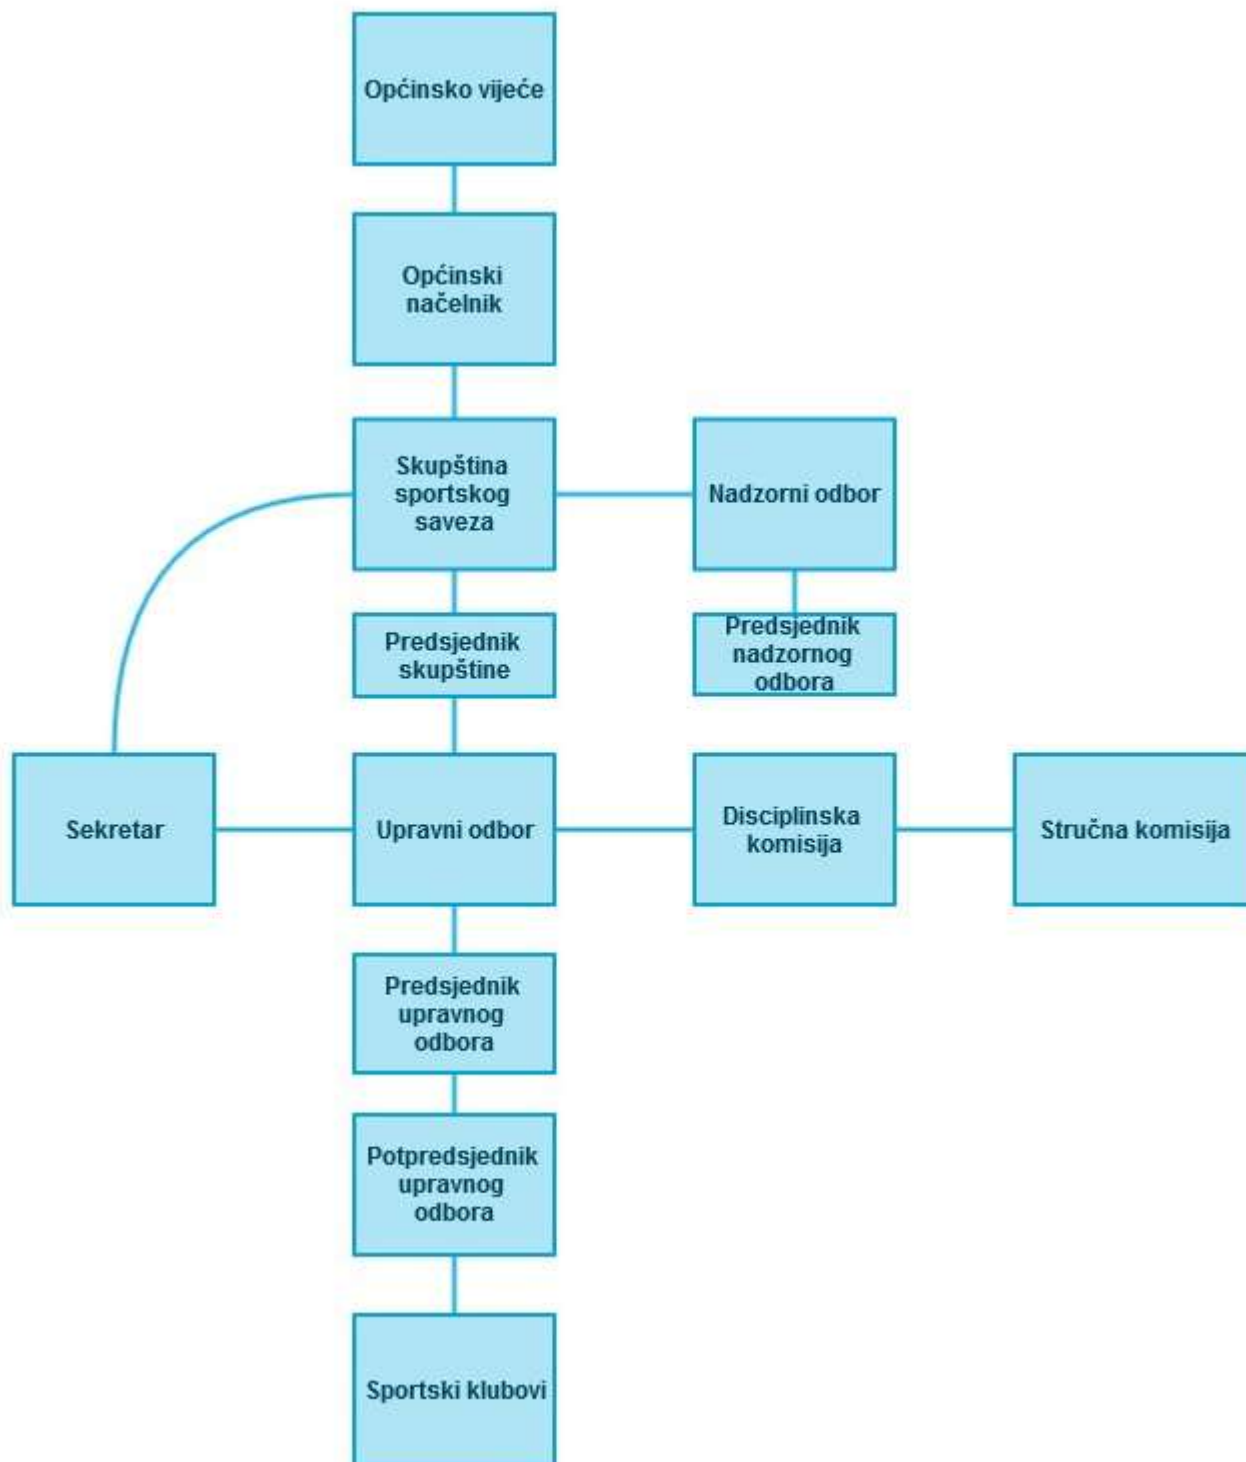 Općinsko vijeće
Općinski
načelnik
Skupština
sportskog
saveza
Nadzorni odbor
Predsjednik
skupštine
Predsjednik
nadzornog
odbora
Sekretar
Upravni odbor
Disciplinska
komisija
Stručna komisija
Predsjednik
upravnog
odbora
Potpredsjednik
upravnog
odbora
Sportski klubovi